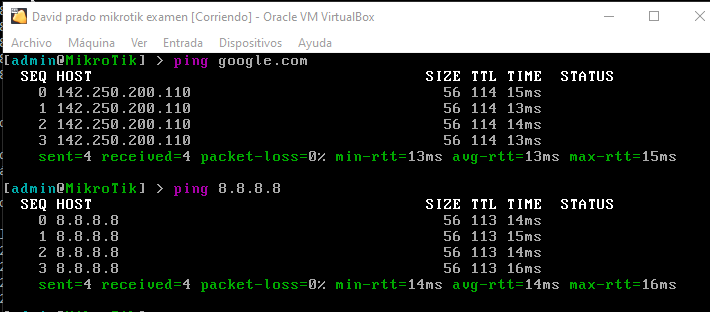 David prado mikrotik examen [Corriendo] - Oracle VM VirtualBox
Archivo Máquina Ver Entrada Dispositivos Ayuda
[admin@MikroTik] > ping google.com
SEQ HOST SIZE TTL TIME STATUS
0 142.250.200.110 56 114 15ms
1 142.250.200.110 56 114 13ms
2 142.250.200.110 56 114 14ms
3 142.250.200.110 56 114 13ms
sent=4 received=4 packet-loss=0% min-rtt=13ms avg-rtt=13ms max-rtt=15ms
[admin@MikroTik] > ping 8.8.8.8
SEQ HOST SIZE TTL TIME STATUS
0 8.8.8.8 56 113 14ms
1 8.8.8.8 56 113 15ms
2 8.8.8.8 56 113 14ms
3 8.8.8.8 56 113 16ms
sent=4 received=4 packet-loss=0% min-rtt=14ms avg-rtt=14ms max-rtt=16ms